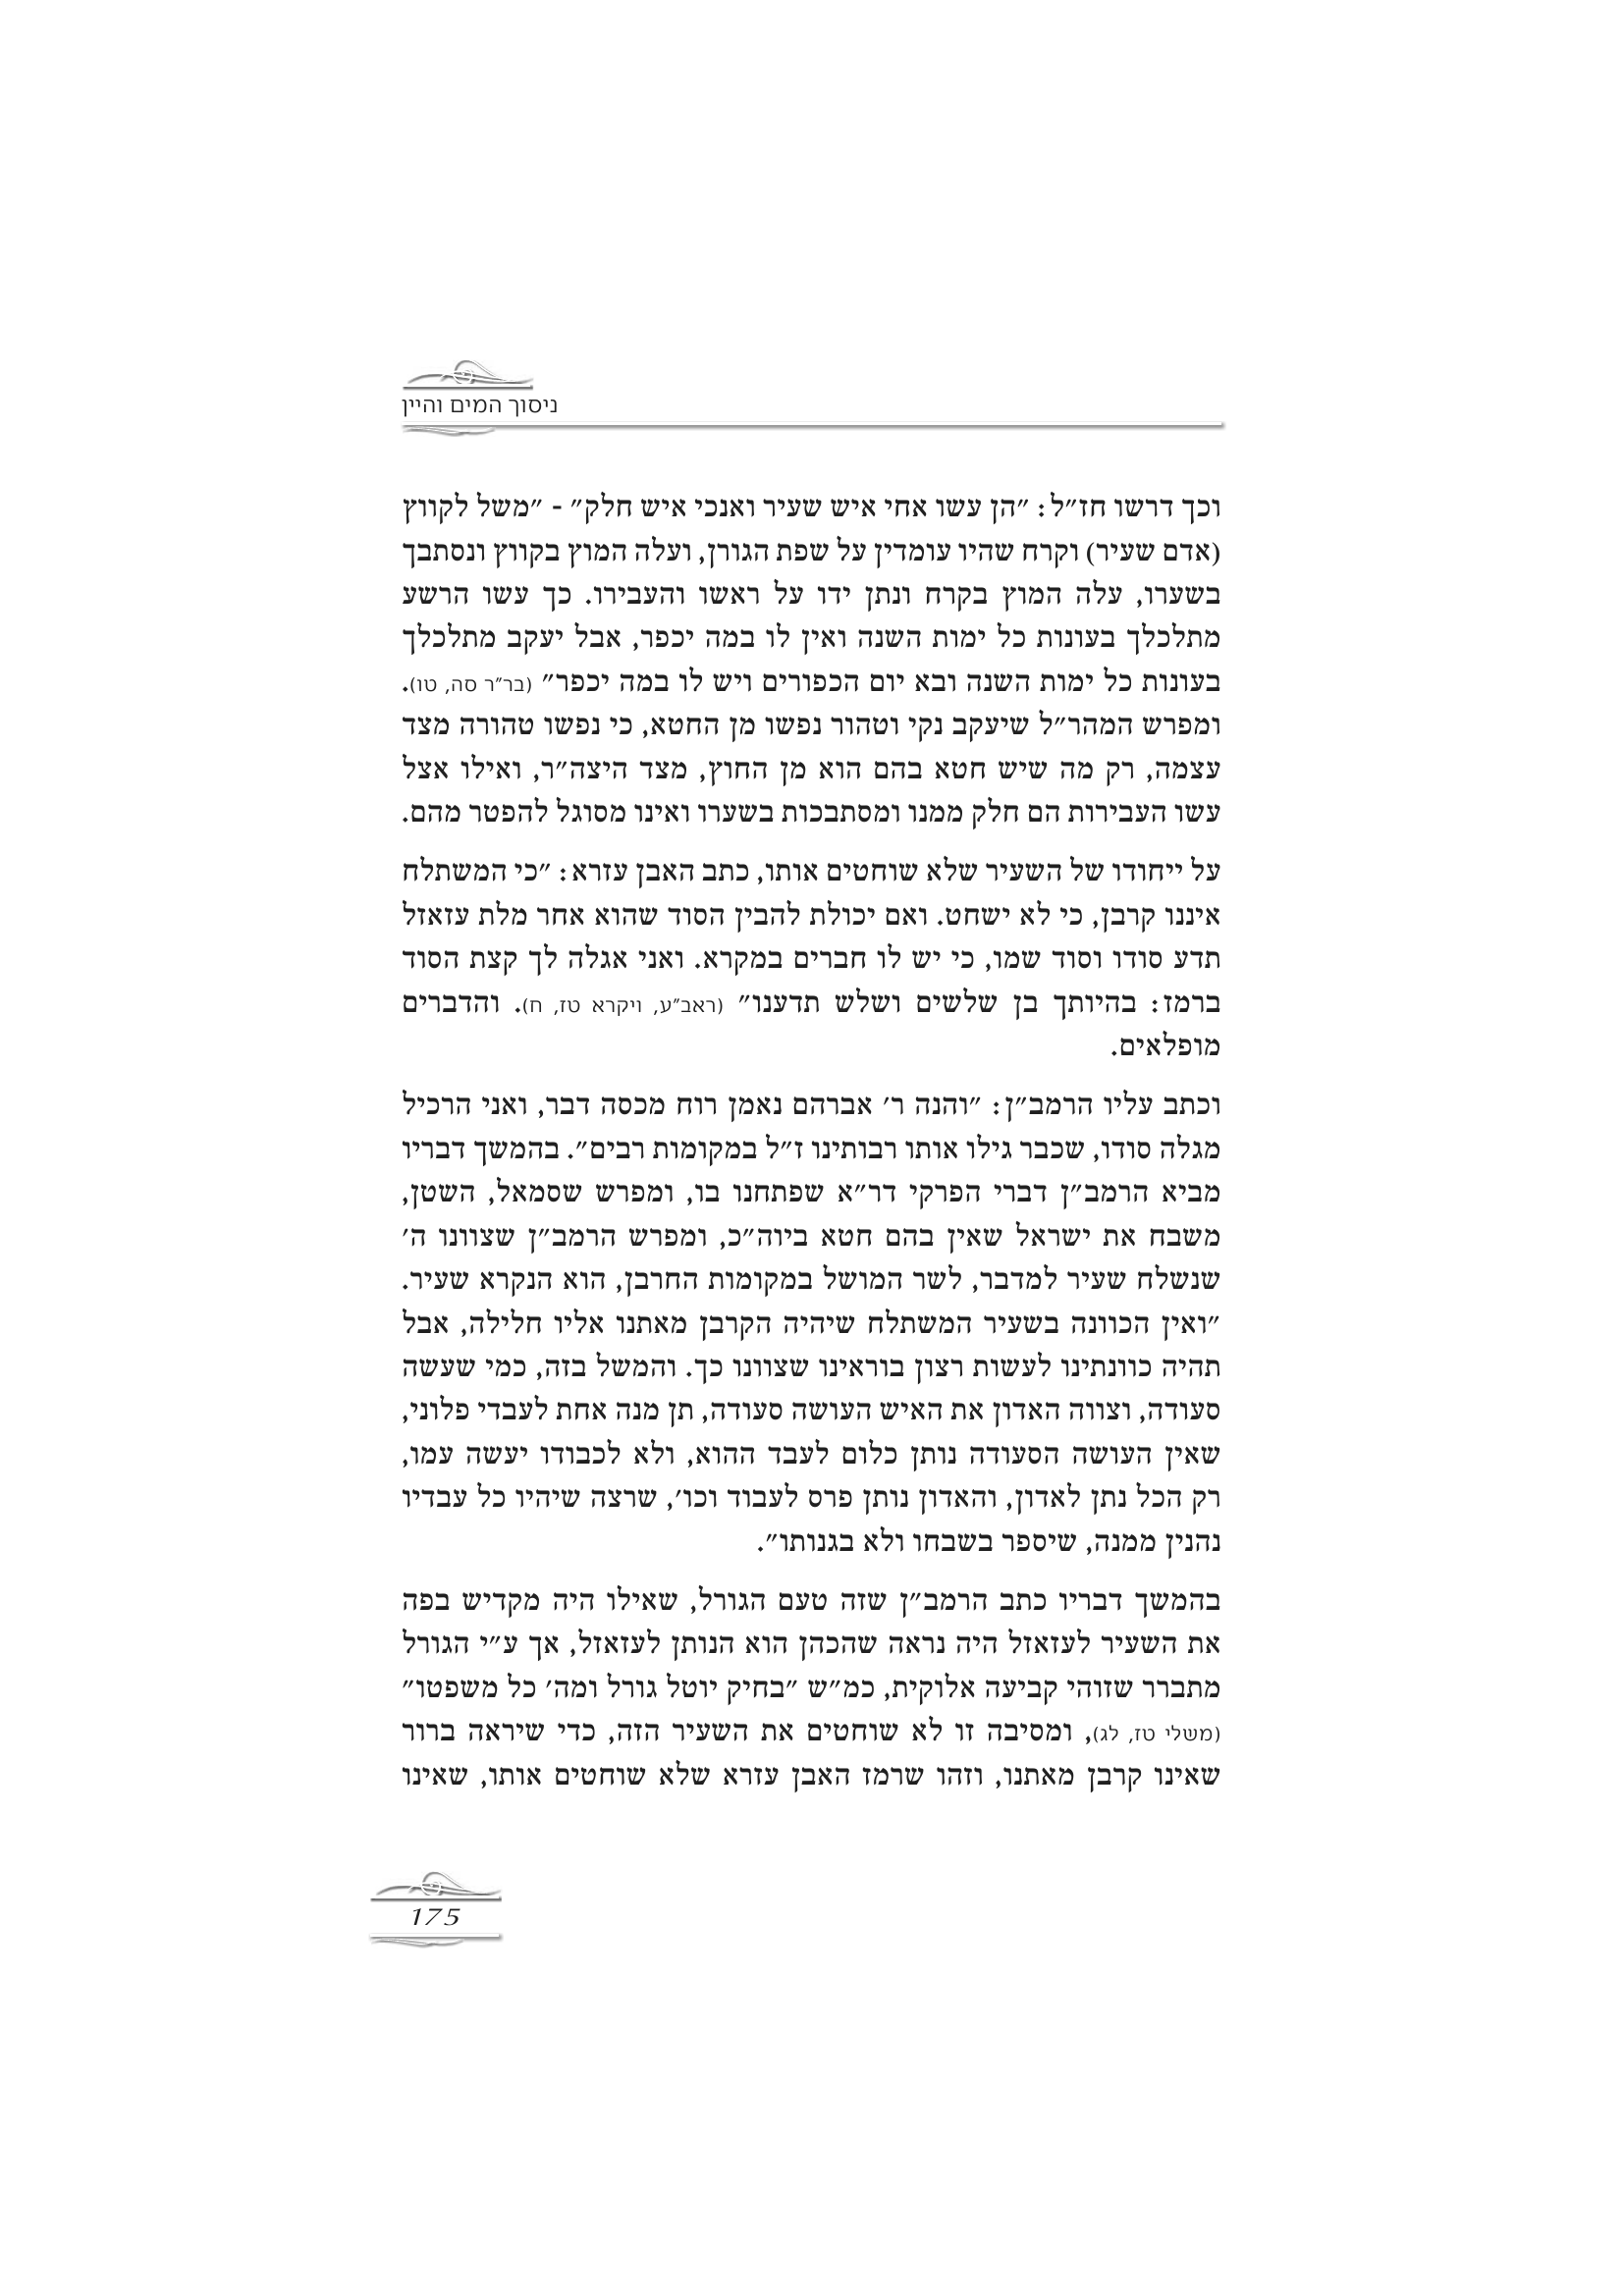 ניסוך המים והיין
וכך דרשו חז״ל: ״הן עשו אחי איש שעיר ואנכי איש חלק״ - ״משל לקווץ
(אדם שעיר) וקרח שהיו עומדין על שפת הגורן, ועלה המוץ בקווץ ונסתבך
בשערו, עלה המוץ בקרח ונתן ידו על ראשו והעבירו. כך עשו הרשע
מתלכלך בעונות כל ימות השנה ואין לו במה יכפר, אבל יעקב מתלכלך
בעונות כל ימות השנה ובא יום הכפורים ויש לו במה יכפר״ (בר״ר סה, טו).
ומפרש המהר״ל שיעקב נקי וטהור נפשו מן החטא, כי נפשו טהורה מצד
עצמה, רק מה שיש חטא בהם הוא מן החוץ, מצד היצה״ר, ואילו אצל
עשו העבירות הם חלק ממנו ומסתבכות בשערו ואינו מסוגל להפטר מהם.
על ייחודו של השעיר שלא שוחטים אותו, כתב האבן עזרא: ״כי המשתלח
איננו קרבן, כי לא ישחט. ואם יכולת להבין הסוד שהוא אחר מלת עזאזל
תדע סודו וסוד שמו, כי יש לו חברים במקרא. ואני אגלה לך קצת הסוד
ברמז: בהיותך בן שלשים ושלש תדענו״ (ראב״ע, ויקרא טז, ח). והדברים
מופלאים.
וכתב עליו הרמב״ן: ״והנה ר׳ אברהם נאמן רוח מכסה דבר, ואני הרכיל
מגלה סודו, שכבר גילו אותו רבותינו ז״ל במקומות רבים״. בהמשך דבריו
מביא הרמב״ן דברי הפרקי דר״א שפתחנו בו, ומפרש שסמאל, השטן,
משבח את ישראל שאין בהם חטא ביוה״כ, ומפרש הרמב״ן שצוונו ה׳
שנשלח שעיר למדבר, לשר המושל במקומות החרבן, הוא הנקרא שעיר.
״ואין הכוונה בשעיר המשתלח שיהיה הקרבן מאתנו אליו חלילה, אבל
תהיה כוונתינו לעשות רצון בוראינו שצוונו כך. והמשל בזה, כמי שעשה
סעודה, וצווה האדון את האיש העושה סעודה, תן מנה אחת לעבדי פלוני,
שאין העושה הסעודה נותן כלום לעבד ההוא, ולא לכבודו יעשה עמו,
רק הכל נתן לאדון, והאדון נותן פרס לעבוד וכו׳, שרצה שיהיו כל עבדיו
נהנין ממנה, שיספר בשבחו ולא בגנותו״.
בהמשך דבריו כתב הרמב״ן שזה טעם הגורל, שאילו היה מקדיש בפה
את השעיר לעזאזל היה נראה שהכהן הוא הנותן לעזאזל, אך ע״י הגורל
מתברר שזוהי קביעה אלוקית, כמ״ש ״בחיק יוטל גורל ומה׳ כל משפטו״
(משלי טז, לג), ומסיבה זו לא שוחטים את השעיר הזה, כדי שיראה ברור
שאינו קרבן מאתנו, וזהו שרמז האבן עזרא שלא שוחטים אותו, שאינו
175